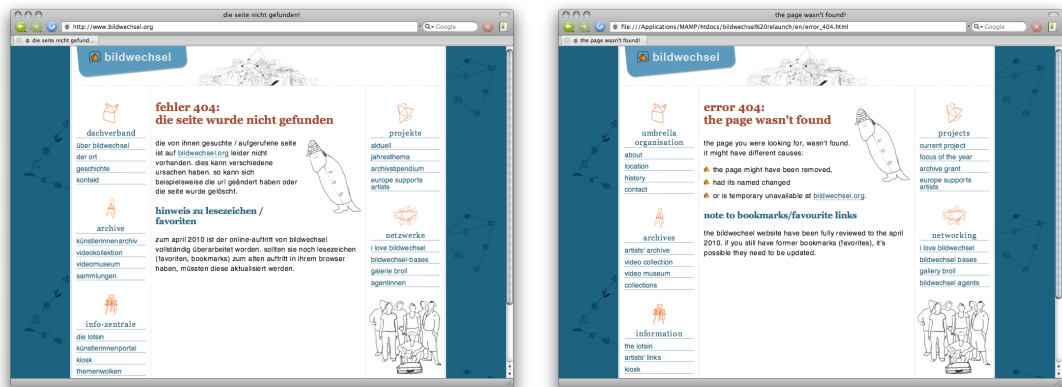 die seite nicht gefunden!
http://www.bildwechsel.org
Google
die seite nicht gefund...
bildwechsel
dachverband
über bildwechsel
der ort
geschichte
kontakt
archive
künstlerinnenarchiv
videokollektion
videomuseum
sammlungen
info-zentrale
die lotsin
künstlerinnenportal
kiosk
themenwolken
fehler 404:
die seite wurde nicht gefunden
die von ihnen gesuchte / aufgerufene seite
ist auf bildwechsel.org leider nicht
vorhanden. dies kann verschiedene
ursachen haben. so kann sich
beispielsweise die url geändert haben oder
die seite wurde gelöscht.
hinweis zu lesezeichen /
favoriten
zum april 2010 ist der online-auftritt von bildwechsel
vollständig überarbeitet worden. sollten sie noch lesezeichen
(favoriten, bookmarks) zum alten auftritt in ihrem browser
haben, müssten diese aktualisiert werden.
projekte
aktuell
jahresthema
archivstipendium
europe supports
artists
netzwerke
i love bildwechsel
bildwechsel-bases
galerie broll
agentinnen
the page wasn't found!
file:///Applications/MAMP/htdocs/bildwechsel%20relaunch/en/error_404.html
Google
the page wasn't found!
bildwechsel
umbrella
organisation
about
location
history
contact
archives
artists' archive
video collection
video museum
collections
information
the lotsin
artists' links
kiosk
error 404:
the page wasn't found
the page you were looking for, wasn't found.
it might have different causes:
the page might have been removed,
had its named changed
or is temporary unavailable at bildwechsel.org.
note to bookmarks/favourite links
the bildwechsel website have been fully reviewed to the april
2010. if you still have former bookmarks (favorites), it's
possible they need to be updated.
projects
current project
focus of the year
archive grant
europe supports
artists
networking
i love bildwechsel
bildwechsel bases
gallery broll
bildwechsel agents